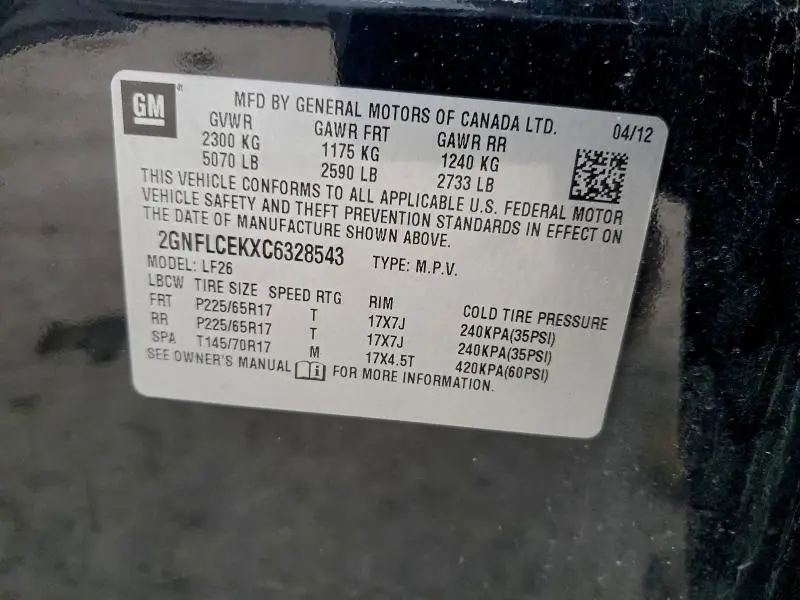 GM
MFD BY GENERAL MOTORS OF CANADA LTD. 04/12
GVWR GAWR FRT GAWR RR
2300 KG 1175 KG 1240 KG
5070 LB 2590 LB 2733 LB
THIS VEHICLE CONFORMS TO ALL APPLICABLE U.S. FEDERAL MOTOR
VEHICLE SAFETY AND THEFT PREVENTION STANDARDS IN EFFECT ON
THE DATE OF MANUFACTURE SHOWN ABOVE.
2GNFLCEKXC6328543 TYPE: M.P.V.
MODEL: LF26
LBCW TIRE SIZE SPEED RTG RIM COLD TIRE PRESSURE
FRT P225/65R17 T 17X7J 240KPA(35PSI)
RR P225/65R17 T 17X7J 240KPA(35PSI)
SPA T145/70R17 M 17X4.5T 420KPA(60PSI)
SEE OWNER'S MANUAL FOR MORE INFORMATION.